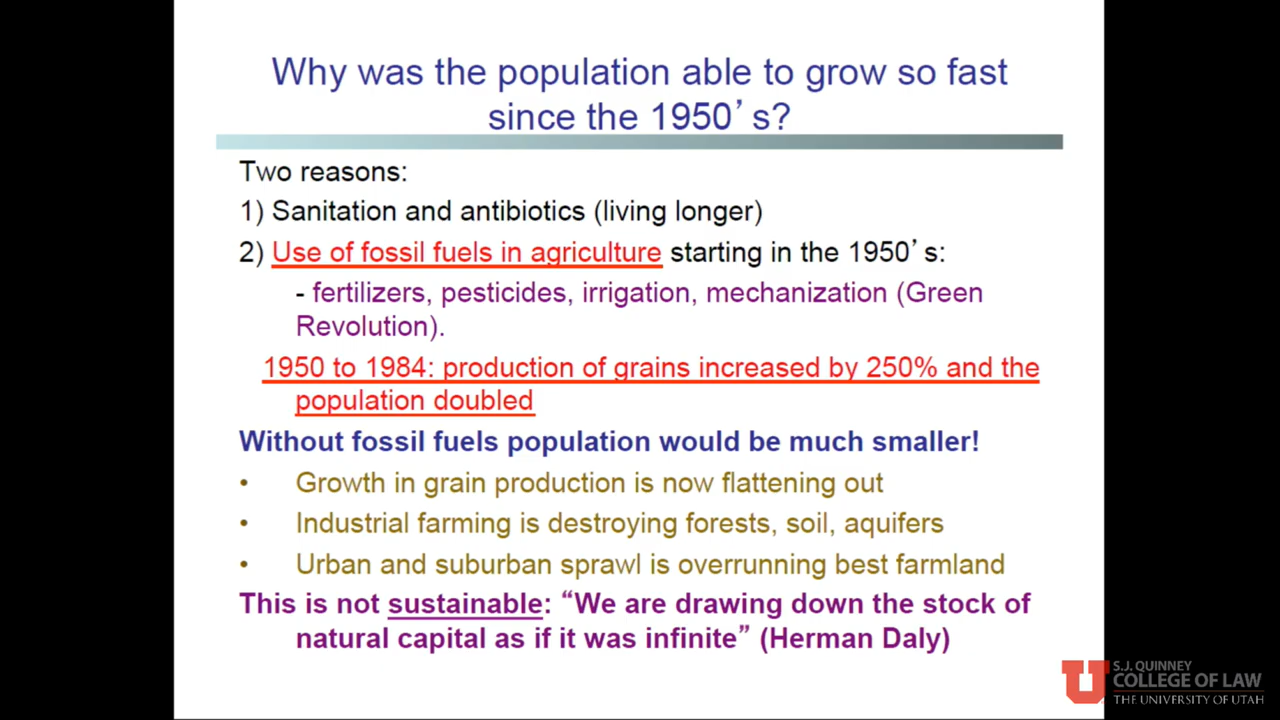 Why was the population able to grow so fast
since the 1950’s?
Two reasons:
1) Sanitation and antibiotics (living longer)
2) Use of fossil fuels in agriculture starting in the 1950’s:
- fertilizers, pesticides, irrigation, mechanization (Green
Revolution).
1950 to 1984: production of grains increased by 250% and the
population doubled
Without fossil fuels population would be much smaller!
• Growth in grain production is now flattening out
• Industrial farming is destroying forests, soil, aquifers
• Urban and suburban sprawl is overrunning best farmland
This is not sustainable: “We are drawing down the stock of
natural capital as if it was infinite” (Herman Daly)
U
S.J. QUINNEY
COLLEGE OF LAW
THE UNIVERSITY OF UTAH